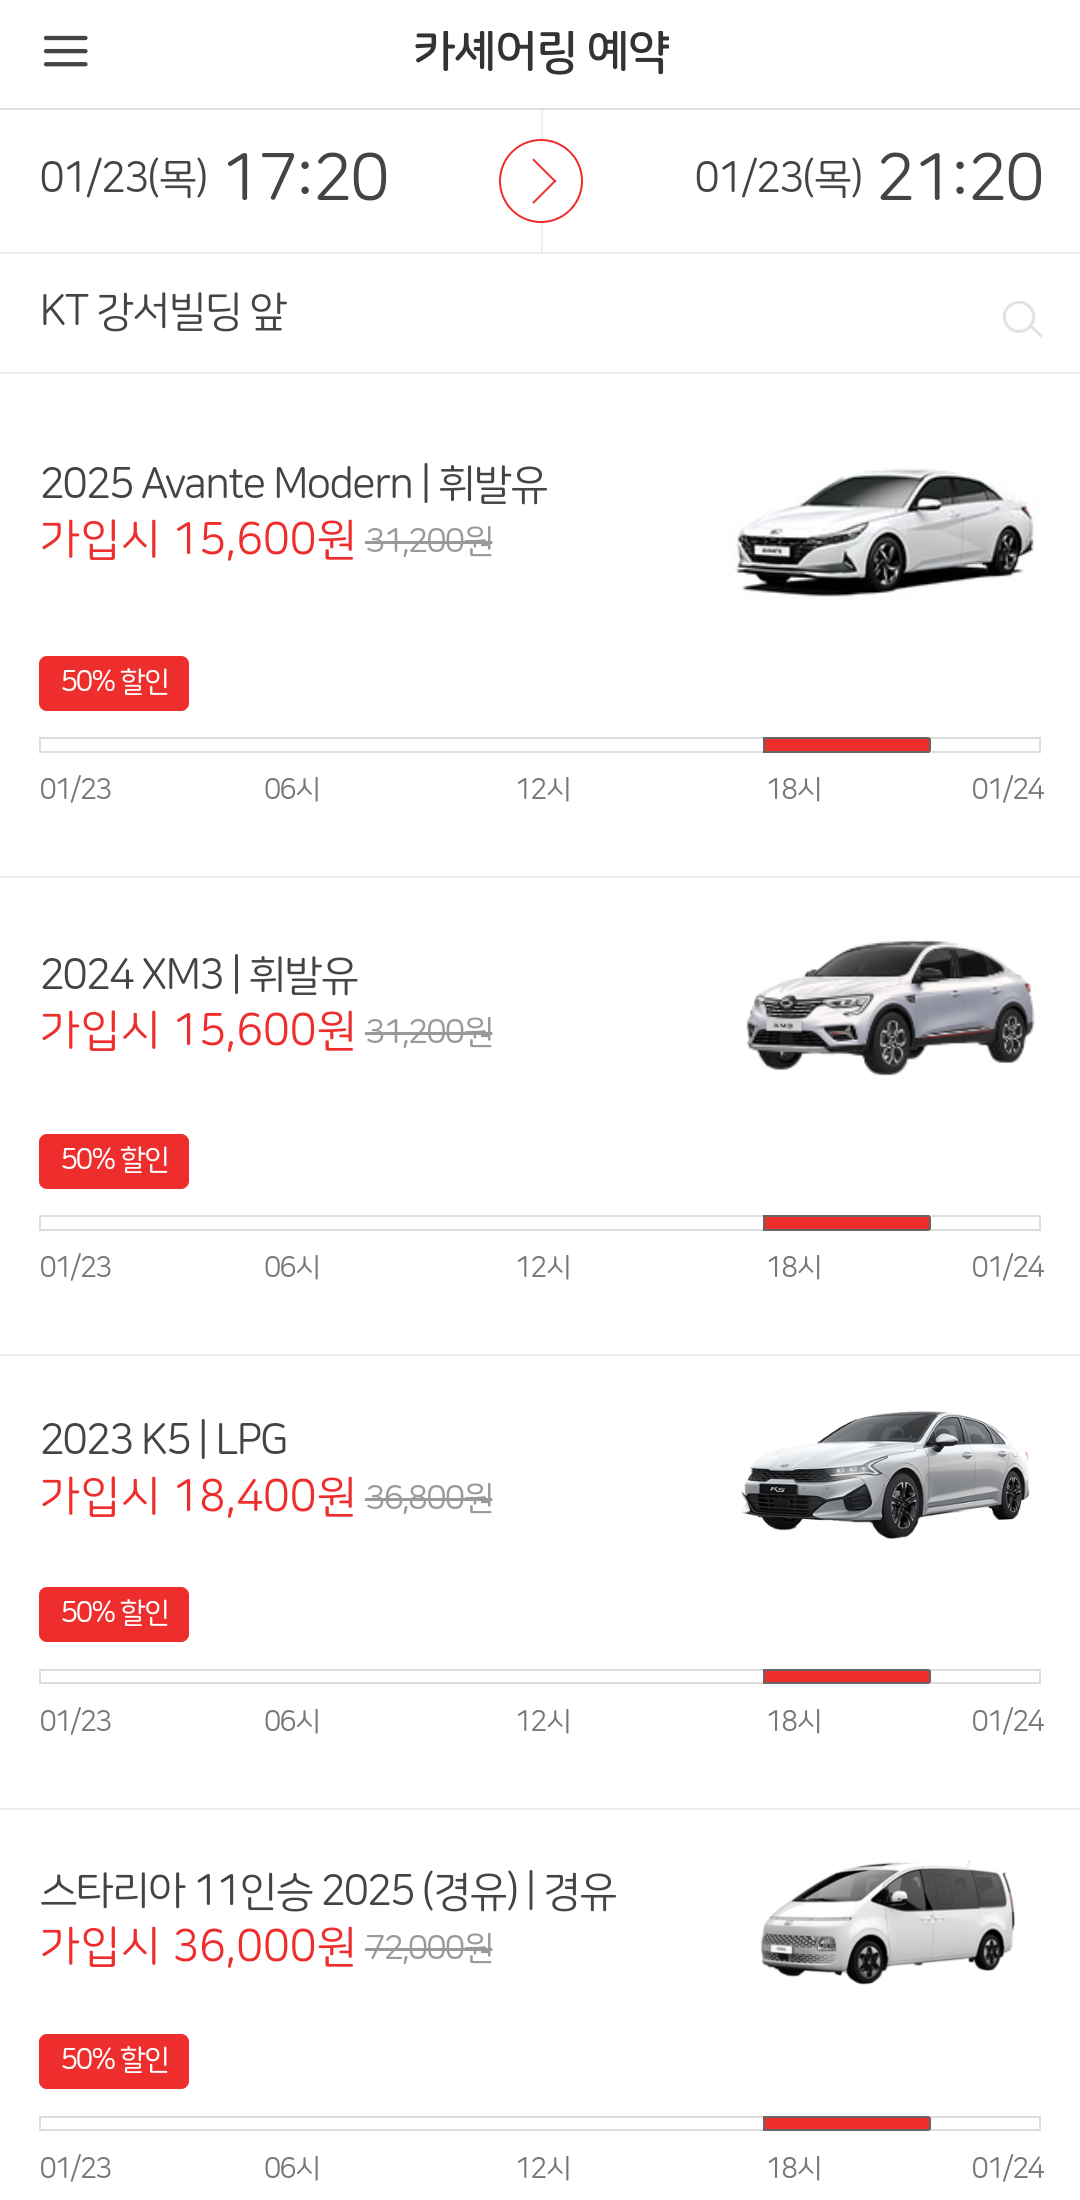 카셰어링 예약
01/23(목) 17:20
01/23(목) 21:20
KT 강서빌딩 앞
2025 Avante Modern | 휘발유
가입시 15,600원 31,200원
50% 할인
01/23 06시 12시 18시 01/24
2024 XM3 | 휘발유
가입시 15,600원 31,200원
XM3
50% 할인
01/23 06시 12시 18시 01/24
2023 K5 | LPG
가입시 18,400원 36,800원
K5
50% 할인
01/23 06시 12시 18시 01/24
스타리아 11인승 2025 (경유) | 경유
가입시 36,000원 72,000원
50% 할인
01/23 06시 12시 18시 01/24